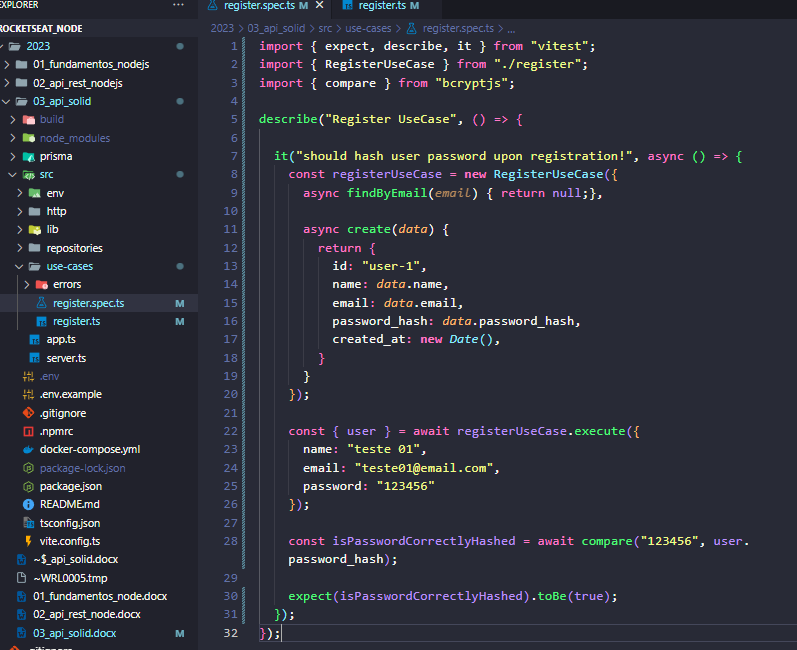 EXPLORER
···
register.spec.ts M ×
register.ts M
ROCKETSEAT_NODE
2023
01_fundamentos_nodejs
02_api_rest_nodejs
03_api_solid
build
node_modules
prisma
src
env
http
lib
repositories
use-cases
errors
register.spec.ts M
register.ts M
app.ts
server.ts
.env
.env.example
.gitignore
.npmrc
docker-compose.yml
package-lock.json
package.json
README.md
tsconfig.json
vite.config.ts
~$_api_solid.docx
~WRL0005.tmp
01_fundamentos_node.docx
02_api_rest_node.docx
03_api_solid.docx M
.gitignore
2023 > 03_api_solid > src > use-cases > register.spec.ts > ...
1 import { expect, describe, it } from "vitest";
2 import { RegisterUseCase } from "./register";
3 import { compare } from "bcryptjs";
4
5 describe("Register UseCase", () => {
6
7 it("should hash user password upon registration!", async () => {
8 const registerUseCase = new RegisterUseCase({
9 async findByEmail(email) { return null;},
10
11 async create(data) {
12 return {
13 id: "user-1",
14 name: data.name,
15 email: data.email,
16 password_hash: data.password_hash,
17 created_at: new Date(),
18 }
19 }
20 });
21
22 const { user } = await registerUseCase.execute({
23 name: "teste 01",
24 email: "teste01@email.com",
25 password: "123456"
26 });
27
28 const isPasswordCorrectlyHashed = await compare("123456", user.
password_hash);
29
30 expect(isPasswordCorrectlyHashed).toBe(true);
31 });
32 });